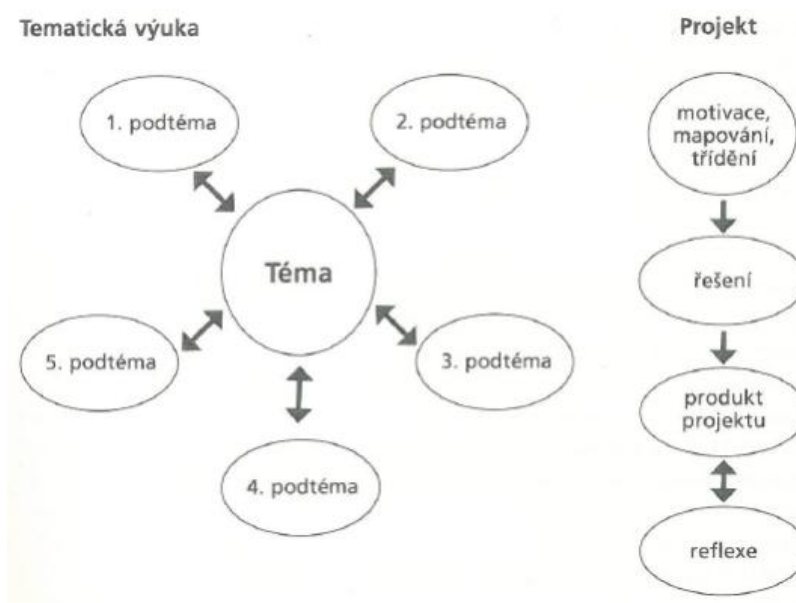 Tematická výuka
Projekt
1. podtéma
2. podtéma
Téma
5. podtéma
3. podtéma
4. podtéma
motivace,
mapování,
třídění
řešení
produkt
projektu
reflexe